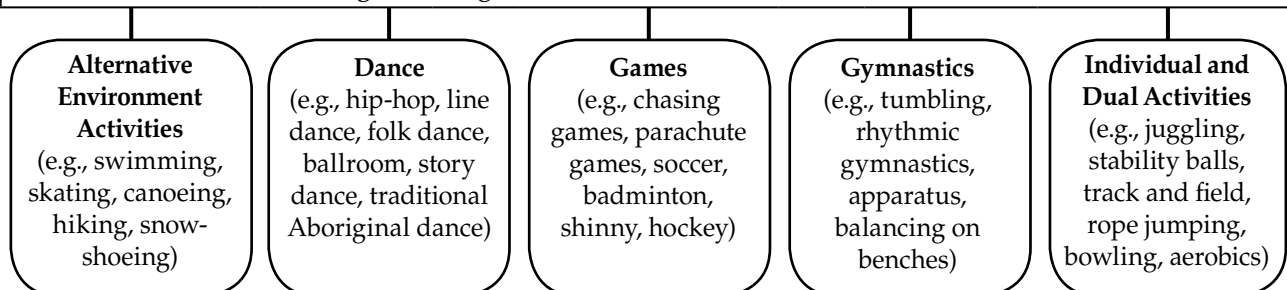 Alternative
Environment
Activities
(e.g., swimming,
skating, canoeing,
hiking, snow-
shoeing)
Dance
(e.g., hip-hop, line
dance, folk dance,
ballroom, story
dance, traditional
Aboriginal dance)
Games
(e.g., chasing
games, parachute
games, soccer,
badminton,
shinny, hockey)
Gymnastics
(e.g., tumbling,
rhythmic
gymnastics,
apparatus,
balancing on
benches)
Individual and
Dual Activities
(e.g., juggling,
stability balls,
track and field,
rope jumping,
bowling, aerobics)